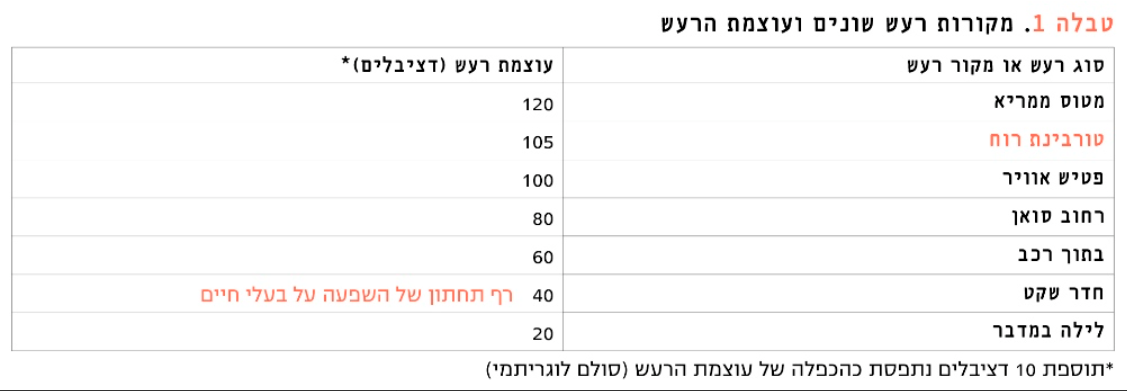 טבלה 1. מקורות רעש שונים ועוצמת הרעש
סוג רעש או מקור רעש עוצמת רעש (דציבלים)*
מטוס ממריא 120
טורבינת רוח 105
פטיש אוויר 100
רחוב סואן 80
בתוך רכב 60
חדר שקט 40 רף תחתון של השפעה על בעלי חיים
לילה במדבר 20
*תוספת 10 דציבלים נתפסת כהכפלה של עוצמת הרעש (סולם לוגריתמי)